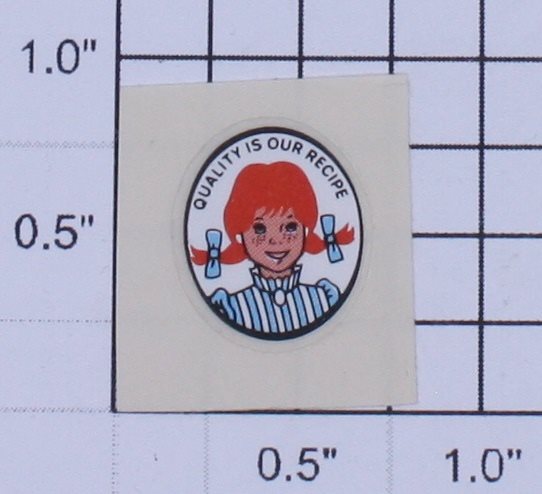 1.0"
QUALITY IS OUR RECIPE
0.5"
0.5" 1.0"